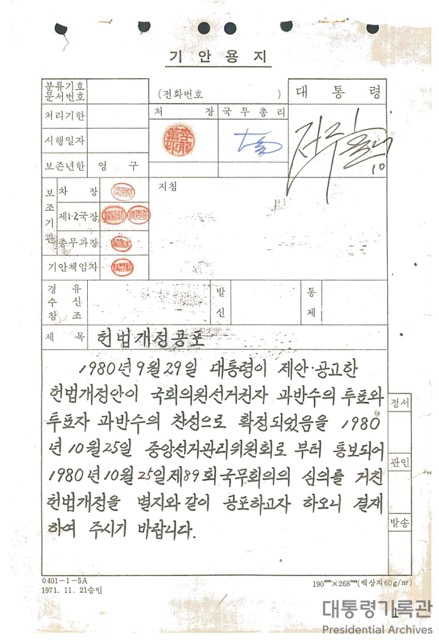 기 안 용 지
분류기호
문서번호
(전화번호 )
대 통 령
처리기한
처 장
국무총리
시행일자
보존년한
영 구
보조기관
차 장
지침
제1·2국장
총무과장
기안책임자
경 유
수 신
참 조
발 신
통 제
제 목
헌법개정공포
1980년 9월 29일 대통령이 제안·공고한
헌법개정안이 국회의원선거권자 과반수의 투표와
투표자 과반수의 찬성으로 확정되었음을 1980
년 10월 25일 중앙선거관리위원회로 부터 통보되어
1980년 10월 25일 제89회 국무회의의 심의를 거친
헌법개정을 별지와 같이 공포하고자 하오니 결재
하여 주시기 바랍니다.
정서
관인
발송
0401-1-5A
1971. 11. 21승인
190㎜×268㎜(백상지60g/㎡)
대통령기록관
Presidential Archives